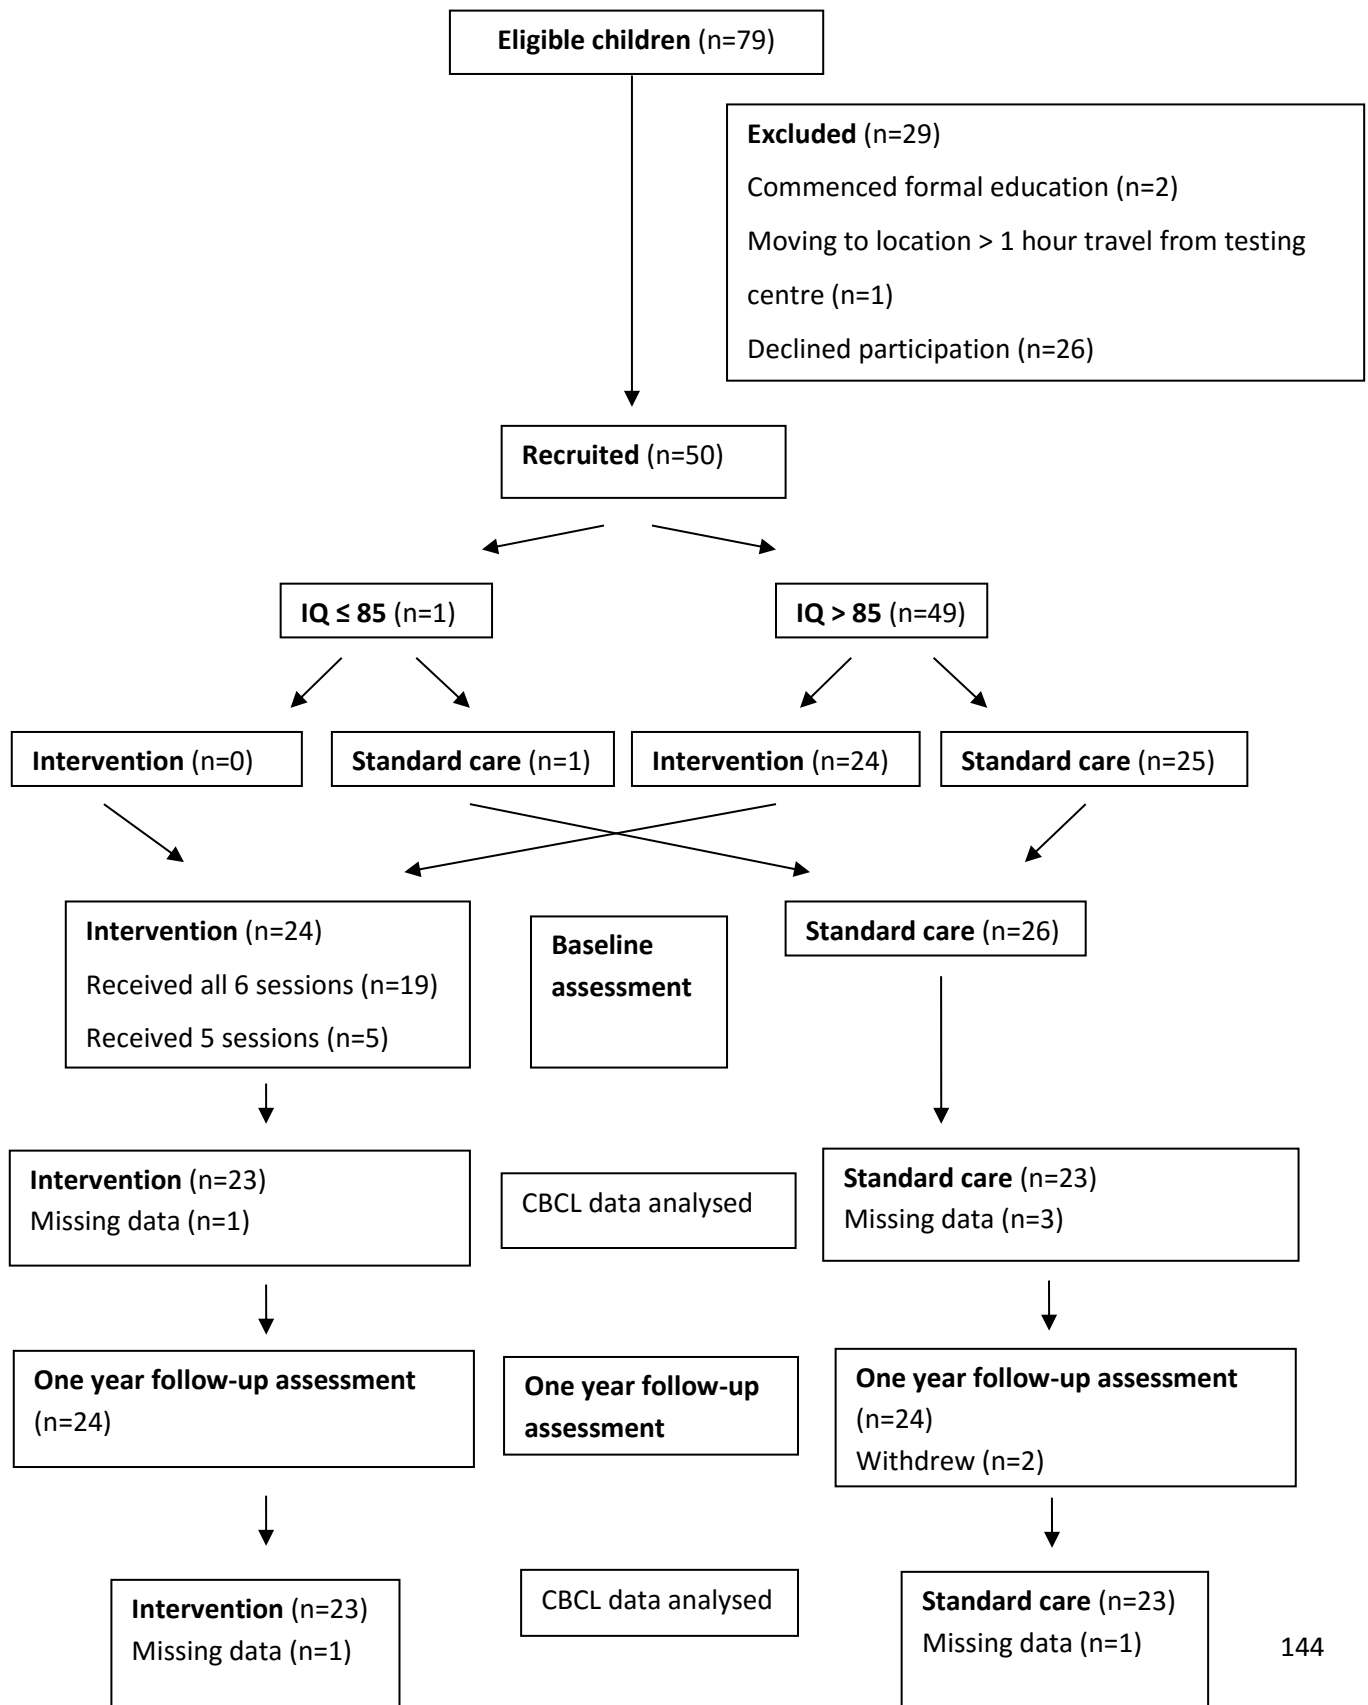 Eligible children (n=79)
Excluded (n=29)
Commenced formal education (n=2)
Moving to location > 1 hour travel from testing
centre (n=1)
Declined participation (n=26)
Recruited (n=50)
IQ ≤ 85 (n=1)
IQ > 85 (n=49)
Intervention (n=0)
Standard care (n=1)
Intervention (n=24)
Standard care (n=25)
Intervention (n=24)
Received all 6 sessions (n=19)
Received 5 sessions (n=5)
Baseline
assessment
Standard care (n=26)
Intervention (n=23)
Missing data (n=1)
CBCL data analysed
Standard care (n=23)
Missing data (n=3)
One year follow-up assessment
(n=24)
One year follow-up
assessment
One year follow-up assessment
(n=24)
Withdrew (n=2)
Intervention (n=23)
Missing data (n=1)
CBCL data analysed
Standard care (n=23)
Missing data (n=1)
144